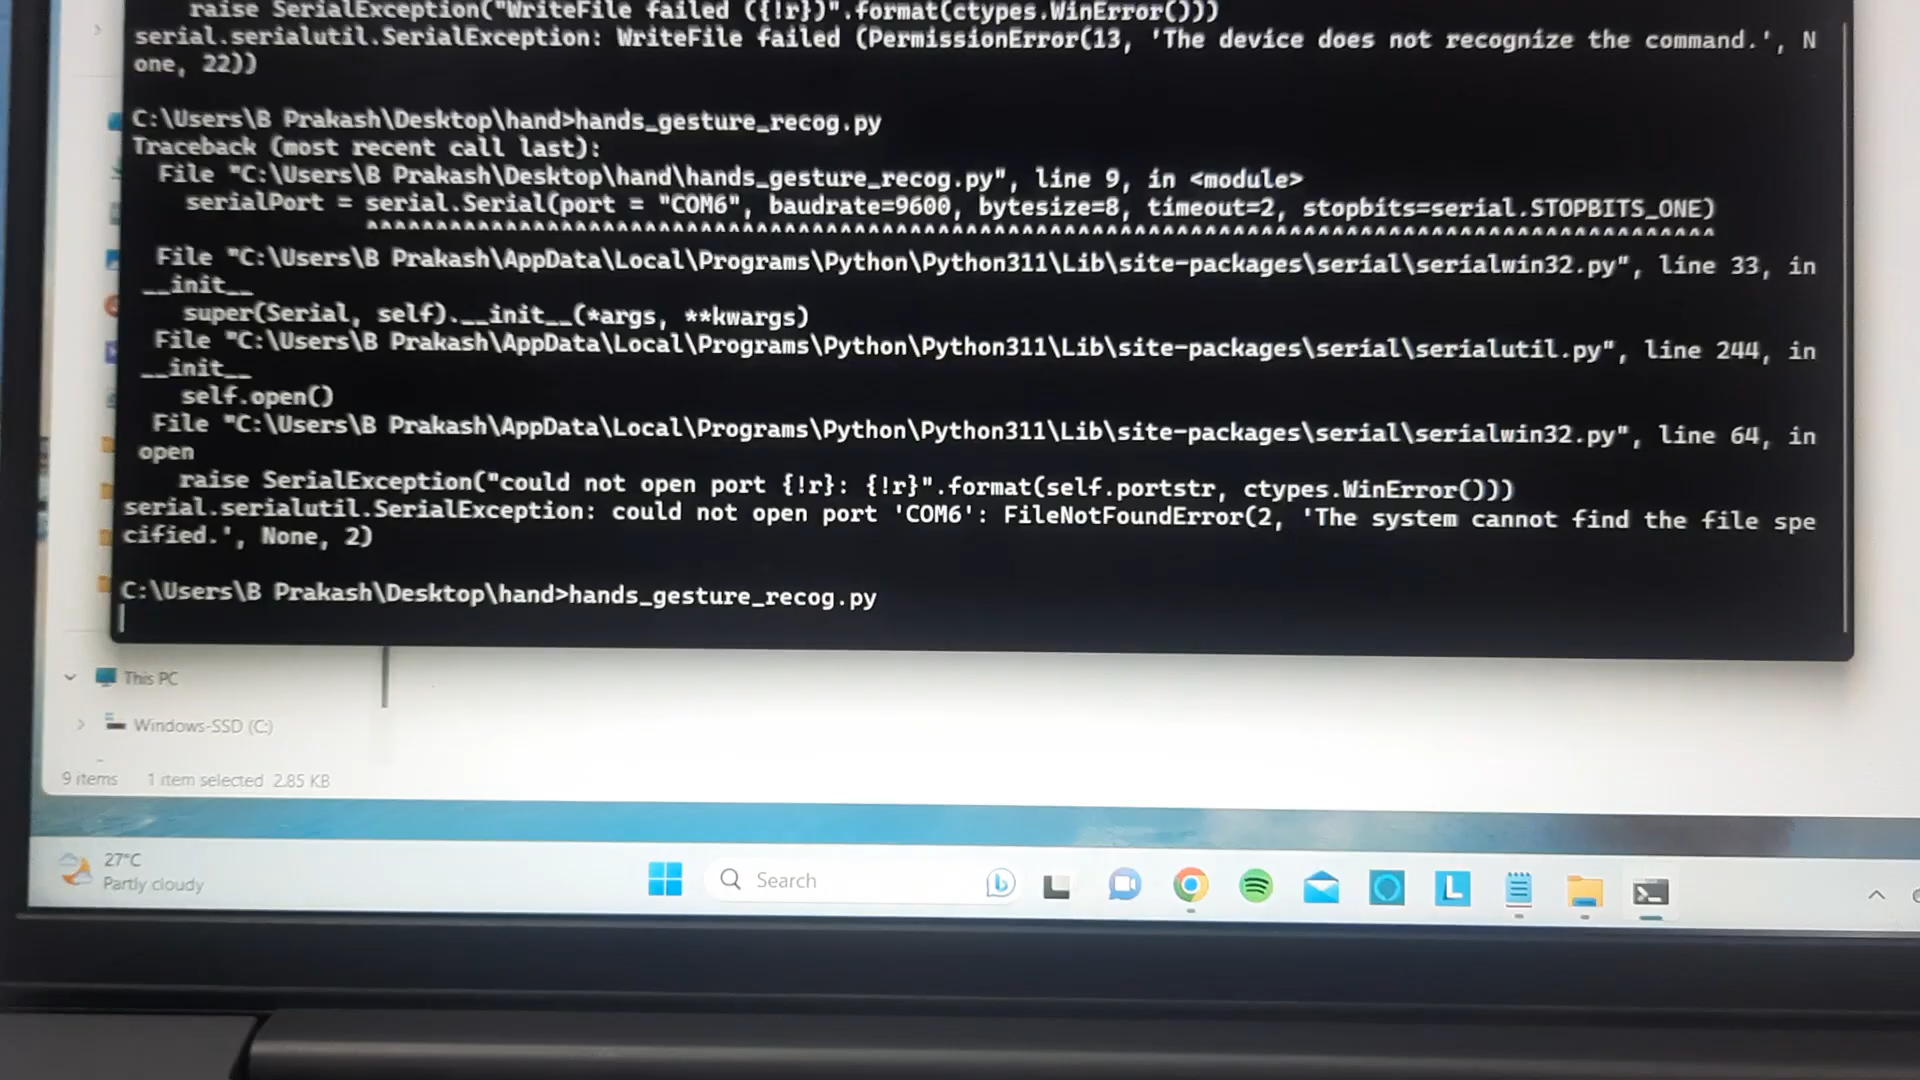 raise SerialException("WriteFile failed ({!r})".format(ctypes.WinError()))
serial.serialutil.SerialException: WriteFile failed (PermissionError(13, 'The device does not recognize the command.', N
one, 22))
C:\Users\B Prakash\Desktop\hand>hands_gesture_recog.py
Traceback (most recent call last):
File "C:\Users\B Prakash\Desktop\hand\hands_gesture_recog.py", line 9, in <module>
serialPort = serial.Serial(port = "COM6", baudrate=9600, bytesize=8, timeout=2, stopbits=serial.STOPBITS_ONE)
^^^^^^^^^^^^^^^^^^^^^^^^^^^^^^^^^^^^^^^^^^^^^^^^^^^^^^^^^^^^^^^^^^^^^^^^^^^^^^^^^^^^^^^^^^^^^^^^
File "C:\Users\B Prakash\AppData\Local\Programs\Python\Python311\Lib\site-packages\serial\serialwin32.py", line 33, in
__init__
super(Serial, self).__init__(*args, **kwargs)
File "C:\Users\B Prakash\AppData\Local\Programs\Python\Python311\Lib\site-packages\serial\serialutil.py", line 244, in
__init__
self.open()
File "C:\Users\B Prakash\AppData\Local\Programs\Python\Python311\Lib\site-packages\serial\serialwin32.py", line 64, in
open
raise SerialException("could not open port {!r}: {!r}".format(self.portstr, ctypes.WinError()))
serial.serialutil.SerialException: could not open port 'COM6': FileNotFoundError(2, 'The system cannot find the file spe
cified.', None, 2)
C:\Users\B Prakash\Desktop\hand>hands_gesture_recog.py
This PC
Windows-SSD (C:)
9 items 1 item selected 2.85 KB
27°C
Partly cloudy
Search
L